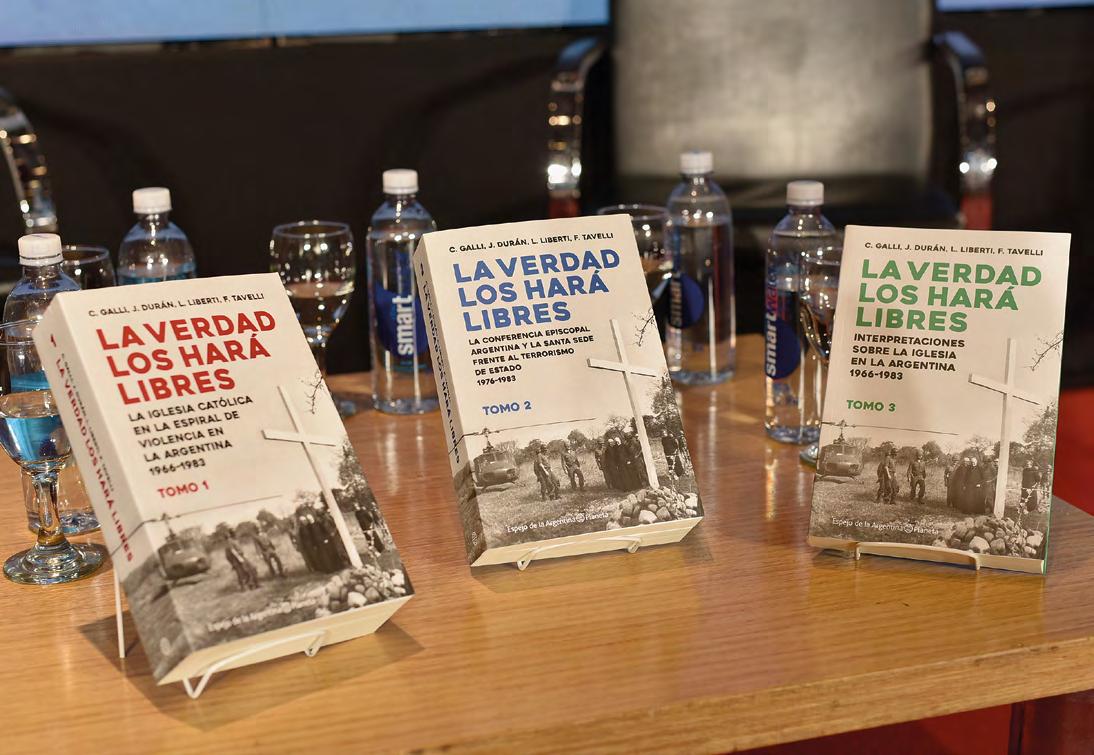 C. GALLI, J. DURÁN, L. LIBERTI, F. TAVELLI
LA VERDAD
LOS HARÁ
LIBRES
LA IGLESIA CATÓLICA
EN LA ESPIRAL DE
VIOLENCIA EN
LA ARGENTINA
1966-1983
TOMO 1
Espejo de la Argentina Planeta
1
LA VERDAD LOS HARÁ LIBRES
C. GALLI, J. DURÁN, L. LIBERTI, F. TAVELLI
LA VERDAD
LOS HARÁ
LIBRES
LA CONFERENCIA EPISCOPAL
ARGENTINA Y LA SANTA SEDE
FRENTE AL TERRORISMO
DE ESTADO
1976-1983
TOMO 2
Espejo de la Argentina Planeta
C. GALLI, J. DURÁN, L. LIBERTI, F. TAVELLI
LA VERDAD
LOS HARÁ
LIBRES
INTERPRETACIONES
SOBRE LA IGLESIA
EN LA ARGENTINA
1966-1983
TOMO 3
Espejo de la Argentina Planeta
smart
smart
smart